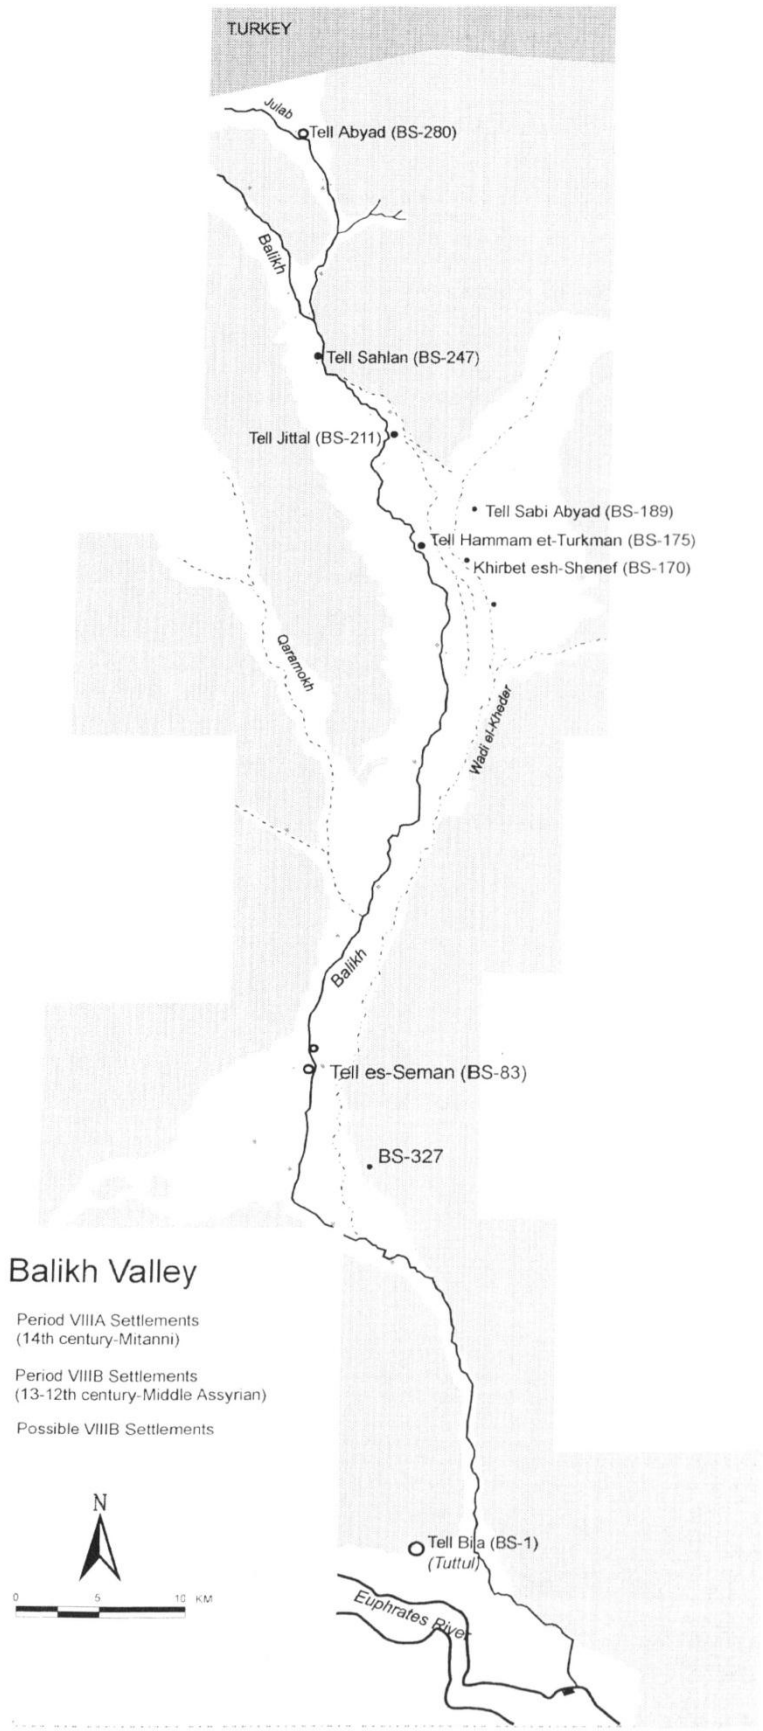 TURKEY
Julab
Tell Abyad (BS-280)
Balikh
Tell Sahlan (BS-247)
Tell Jittal (BS-211)
Tell Sabi Abyad (BS-189)
Tell Hammam et-Turkman (BS-175)
Khirbet esh-Shenef (BS-170)
Qaramokh
Wadi el-Kheder
Balikh
Tell es-Seman (BS-83)
BS-327
Balikh Valley
Period VIIIA Settlements
(14th century-Mitanni)
Period VIIIB Settlements
(13-12th century-Middle Assyrian)
Possible VIIIB Settlements
N
0 5 10 KM
Tell Bi'a (BS-1)
(Tuttul)
Euphrates River